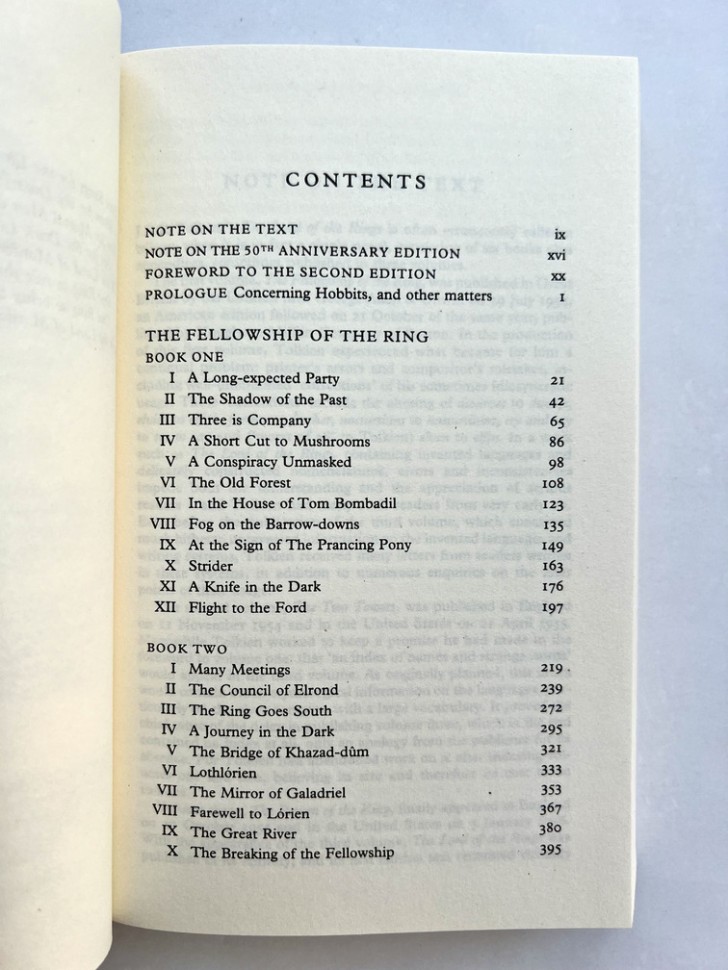 CONTENTS
NOTE ON THE TEXT ix
NOTE ON THE 50TH ANNIVERSARY EDITION xvi
FOREWORD TO THE SECOND EDITION xx
PROLOGUE Concerning Hobbits, and other matters 1
THE FELLOWSHIP OF THE RING
BOOK ONE
I A Long-expected Party 21
II The Shadow of the Past 42
III Three is Company 65
IV A Short Cut to Mushrooms 86
V A Conspiracy Unmasked 98
VI The Old Forest 108
VII In the House of Tom Bombadil 123
VIII Fog on the Barrow-downs 135
IX At the Sign of The Prancing Pony 149
X Strider 163
XI A Knife in the Dark 176
XII Flight to the Ford 197
BOOK TWO
I Many Meetings 219
II The Council of Elrond 239
III The Ring Goes South 272
IV A Journey in the Dark 295
V The Bridge of Khazad-dûm 321
VI Lothlórien 333
VII The Mirror of Galadriel 353
VIII Farewell to Lórien 367
IX The Great River 380
X The Breaking of the Fellowship 395